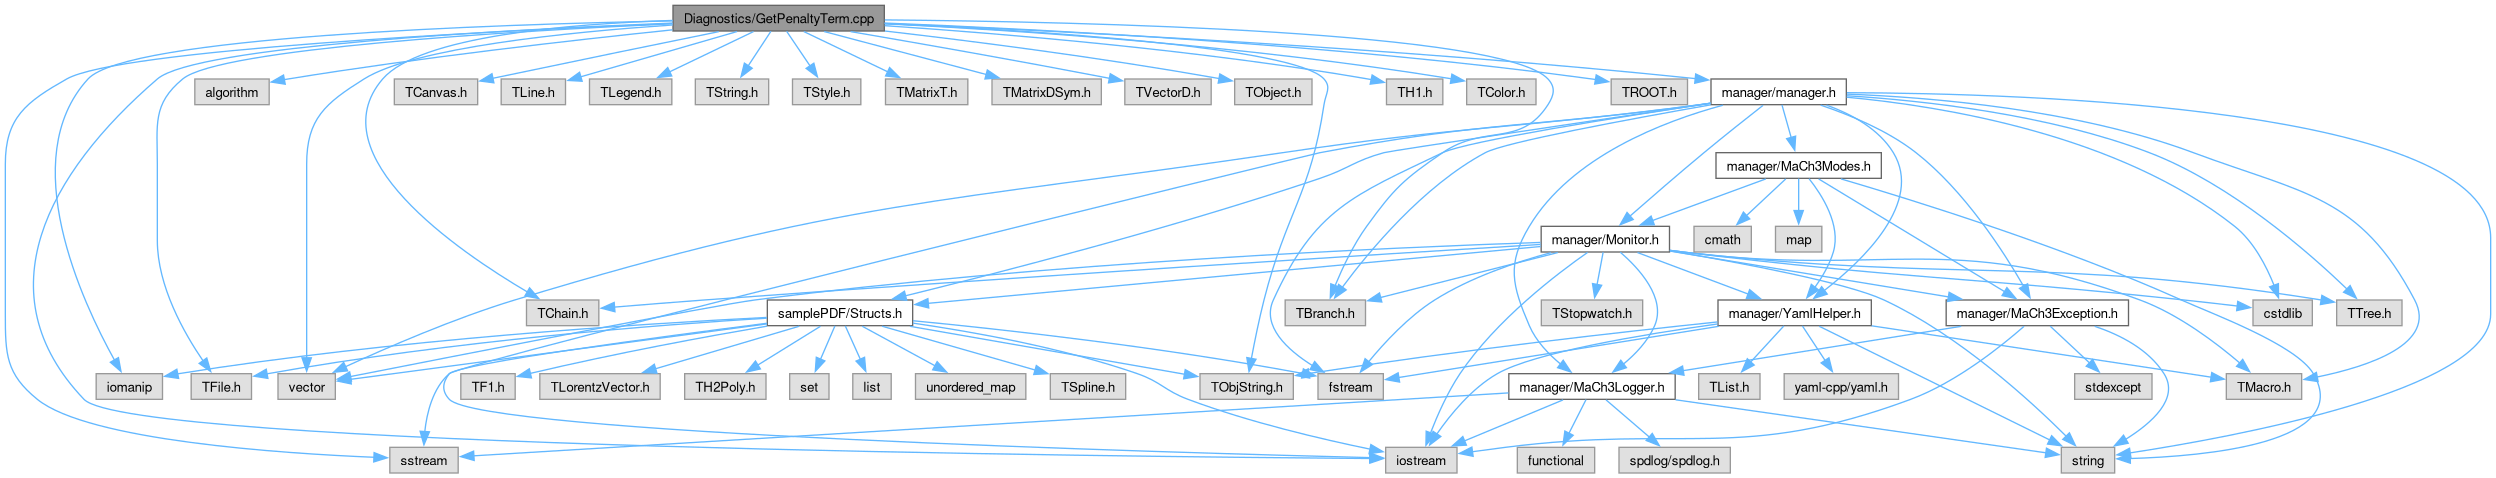 Diagnostics/GetPenaltyTerm.cpp
algorithm
TCanvas.h
TLine.h
TLegend.h
TString.h
TStyle.h
TMatrixT.h
TMatrixDSym.h
TVectorD.h
TObject.h
TH1.h
TColor.h
TROOT.h
manager/manager.h
manager/MaCh3Modes.h
manager/Monitor.h
cmath
map
TChain.h
samplePDF/Structs.h
TBranch.h
TStopwatch.h
manager/YamlHelper.h
manager/MaCh3Exception.h
cstdlib
TTree.h
iomanip
TFile.h
vector
TF1.h
TLorentzVector.h
TH2Poly.h
set
list
unordered_map
TSpline.h
TObjString.h
fstream
manager/MaCh3Logger.h
TList.h
yaml-cpp/yaml.h
stdexcept
TMacro.h
sstream
iostream
functional
spdlog/spdlog.h
string